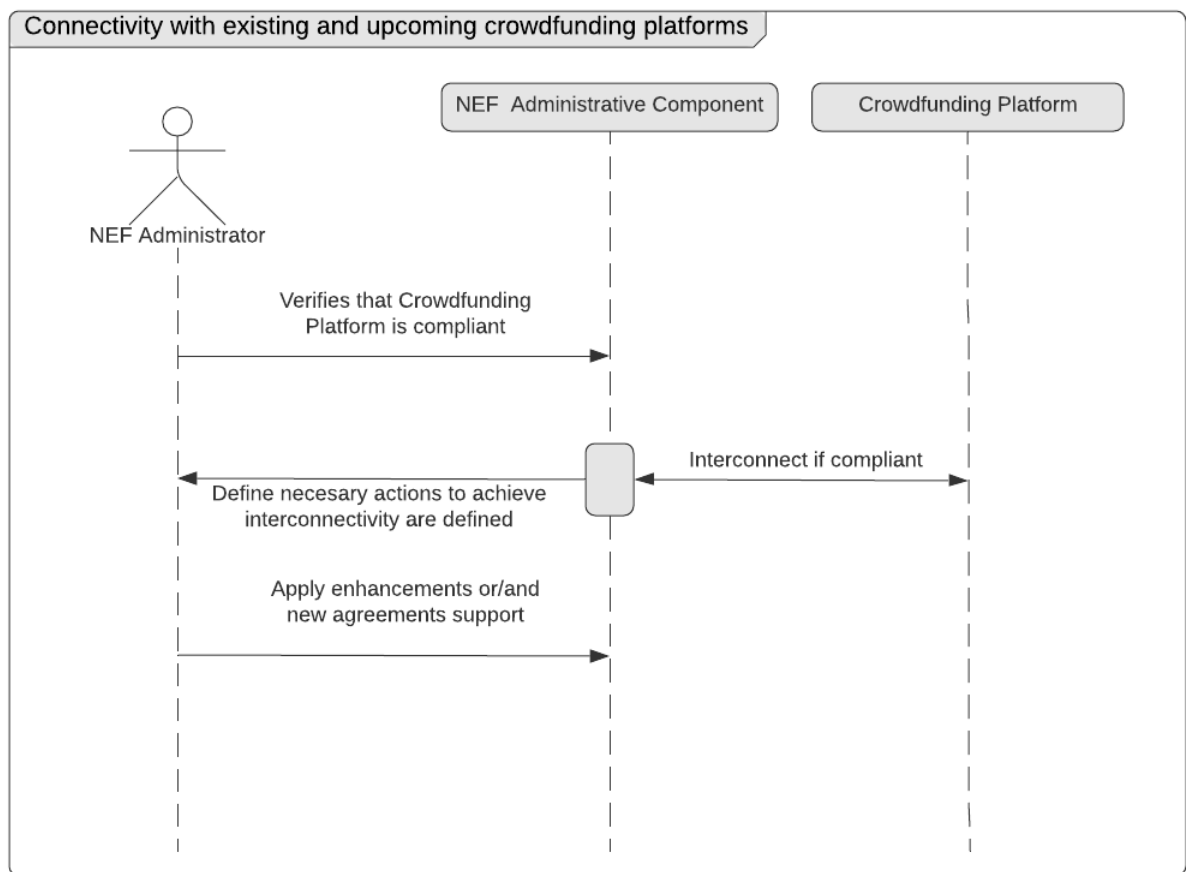 Connectivity with existing and upcoming crowdfunding platforms
NEF Administrative Component
Crowdfunding Platform
NEF Administrator
Verifies that Crowdfunding
Platform is compliant
Interconnect if compliant
Define necesary actions to achieve
interconnectivity are defined
Apply enhancements or/and
new agreements support